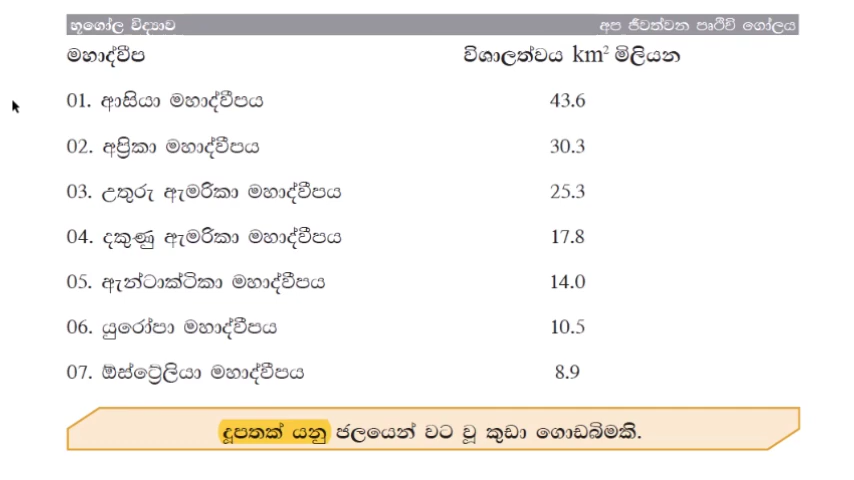 භූගෝල විද්‍යාව අප ජීවත්වන පෘථිවි ගෝලය
මහාද්වීප විශාලත්වය km² මිලියන
01. ආසියා මහාද්වීපය 43.6
02. අප්‍රිකා මහාද්වීපය 30.3
03. උතුරු ඇමරිකා මහාද්වීපය 25.3
04. දකුණු ඇමරිකා මහාද්වීපය 17.8
05. ඇන්ටාක්ටිකා මහාද්වීපය 14.0
06. යුරෝපා මහාද්වීපය 10.5
07. ඕස්ට්‍රේලියා මහාද්වීපය 8.9
දූපතක් යනු ජලයෙන් වට වූ කුඩා ගොඩබිමකි.